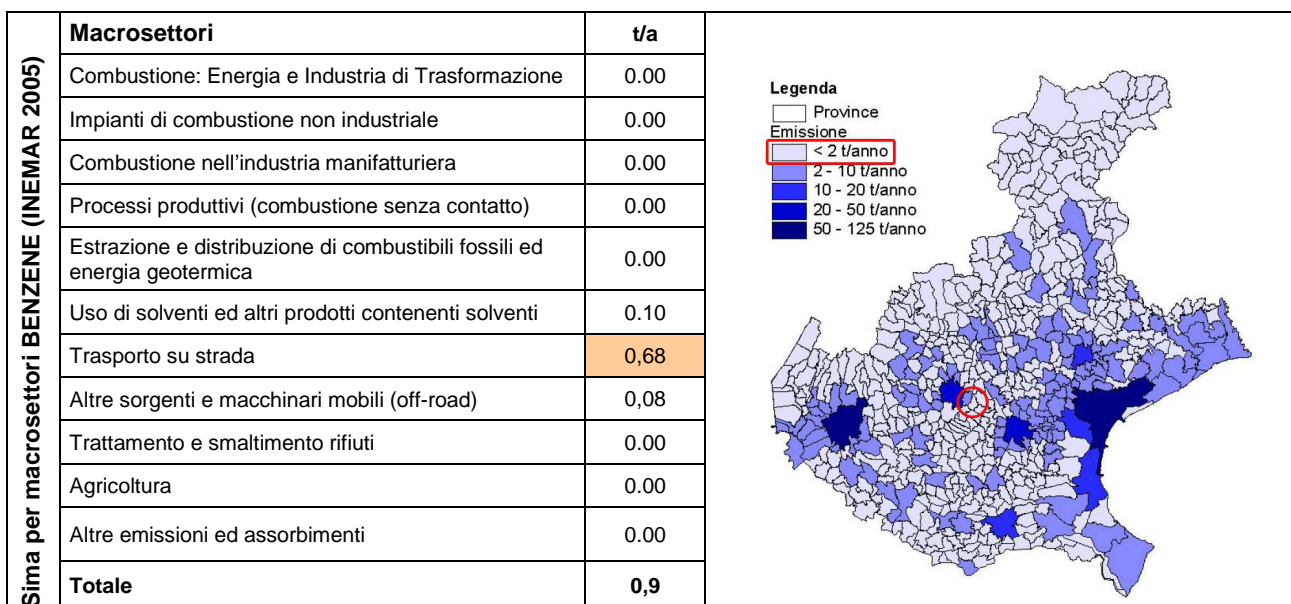 Sima per macrosettori BENZENE (INEMAR 2005)
Macrosettori t/a
Combustione: Energia e Industria di Trasformazione 0.00
Impianti di combustione non industriale 0.00
Combustione nell'industria manifatturiera 0.00
Processi produttivi (combustione senza contatto) 0.00
Estrazione e distribuzione di combustibili fossili ed
energia geotermica 0.00
Uso di solventi ed altri prodotti contenenti solventi 0.10
Trasporto su strada 0,68
Altre sorgenti e macchinari mobili (off-road) 0,08
Trattamento e smaltimento rifiuti 0.00
Agricoltura 0.00
Altre emissioni ed assorbimenti 0.00
Totale 0,9
Legenda
Province
Emissione
< 2 t/anno
2 - 10 t/anno
10 - 20 t/anno
20 - 50 t/anno
50 - 125 t/anno